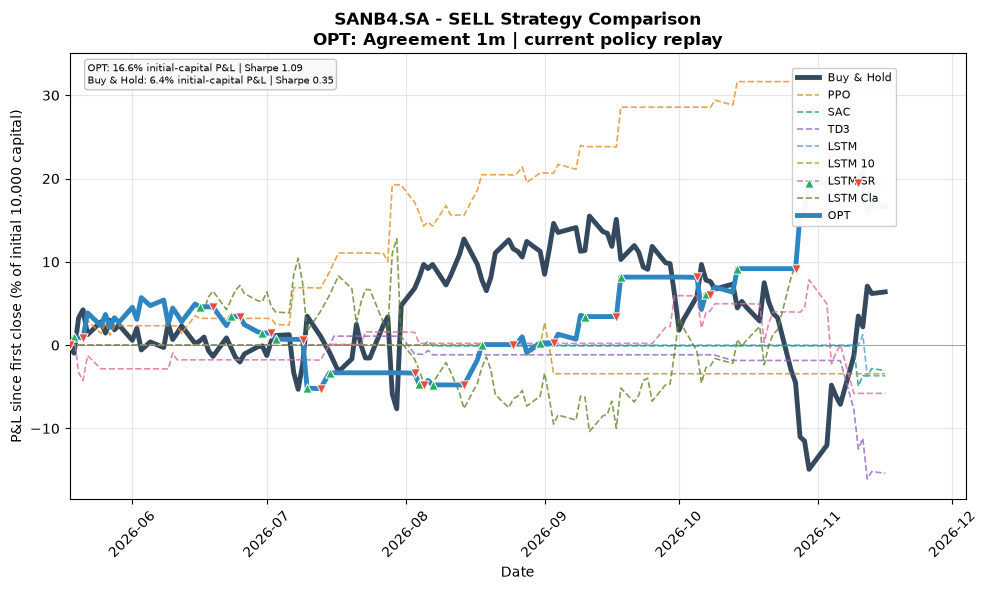 SANB4.SA - SELL Strategy Comparison
OPT: Agreement 1m | current policy replay
OPT: 16.6% initial-capital P&L | Sharpe 1.09
Buy & Hold: 6.4% initial-capital P&L | Sharpe 0.35
Buy & Hold
PPO
SAC
TD3
LSTM
LSTM 10
LSTM SR
LSTM Cla
OPT
P&L since first close (% of initial 10,000 capital)
30
20
10
0
−10
2026-06
2026-07
2026-08
2026-09
2026-10
2026-11
2026-12
Date